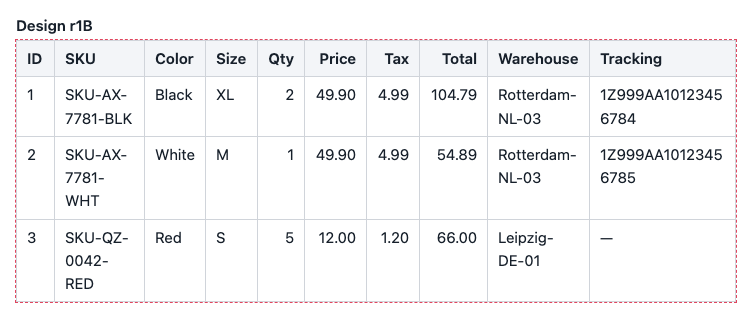 Design r1B
ID SKU Color Size Qty Price Tax Total Warehouse Tracking
1 SKU-AX- Black XL 2 49.90 4.99 104.79 Rotterdam- 1Z999AA1012345
7781-BLK NL-03 6784
2 SKU-AX- White M 1 49.90 4.99 54.89 Rotterdam- 1Z999AA1012345
7781- NL-03 6785
WHT
3 SKU-QZ- Red S 5 12.00 1.20 66.00 Leipzig- —
0042- DE-01
RED